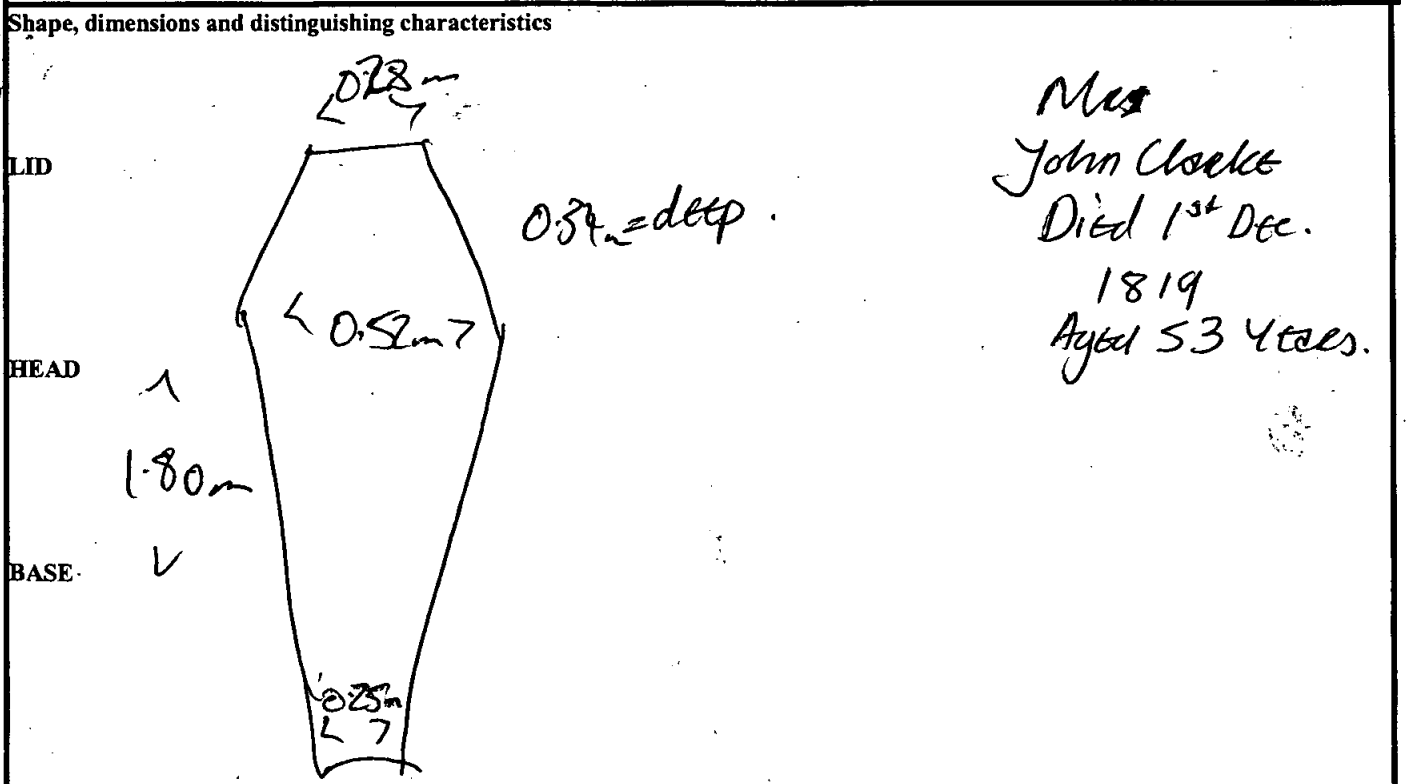 Shape, dimensions and distinguishing characteristics
0.28m
LID
0.34m = deep.
< 0.52m >
HEAD
1.80m
BASE
0.25m
John Clarke
Died 1st Dec.
1819
Aged 53 Years.